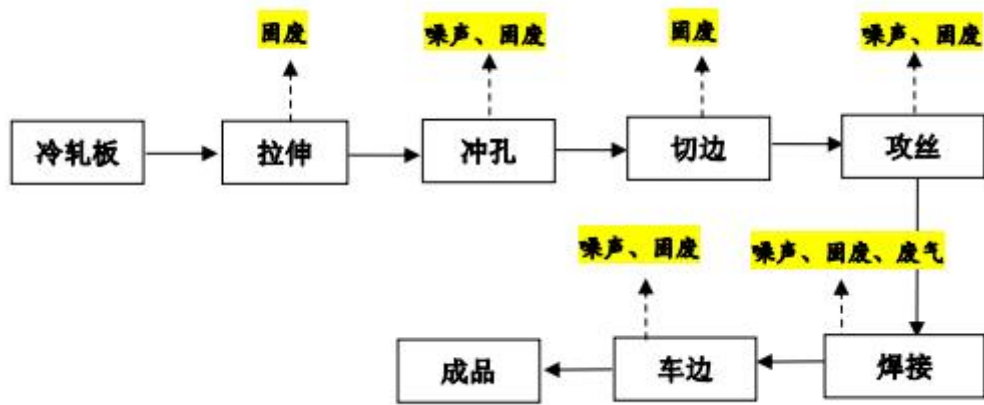 固废 噪声、固废 固废 噪声、固废
冷轧板 拉伸 冲孔 切边 攻丝
噪声、固废 噪声、固废、废气
成品 车边 焊接